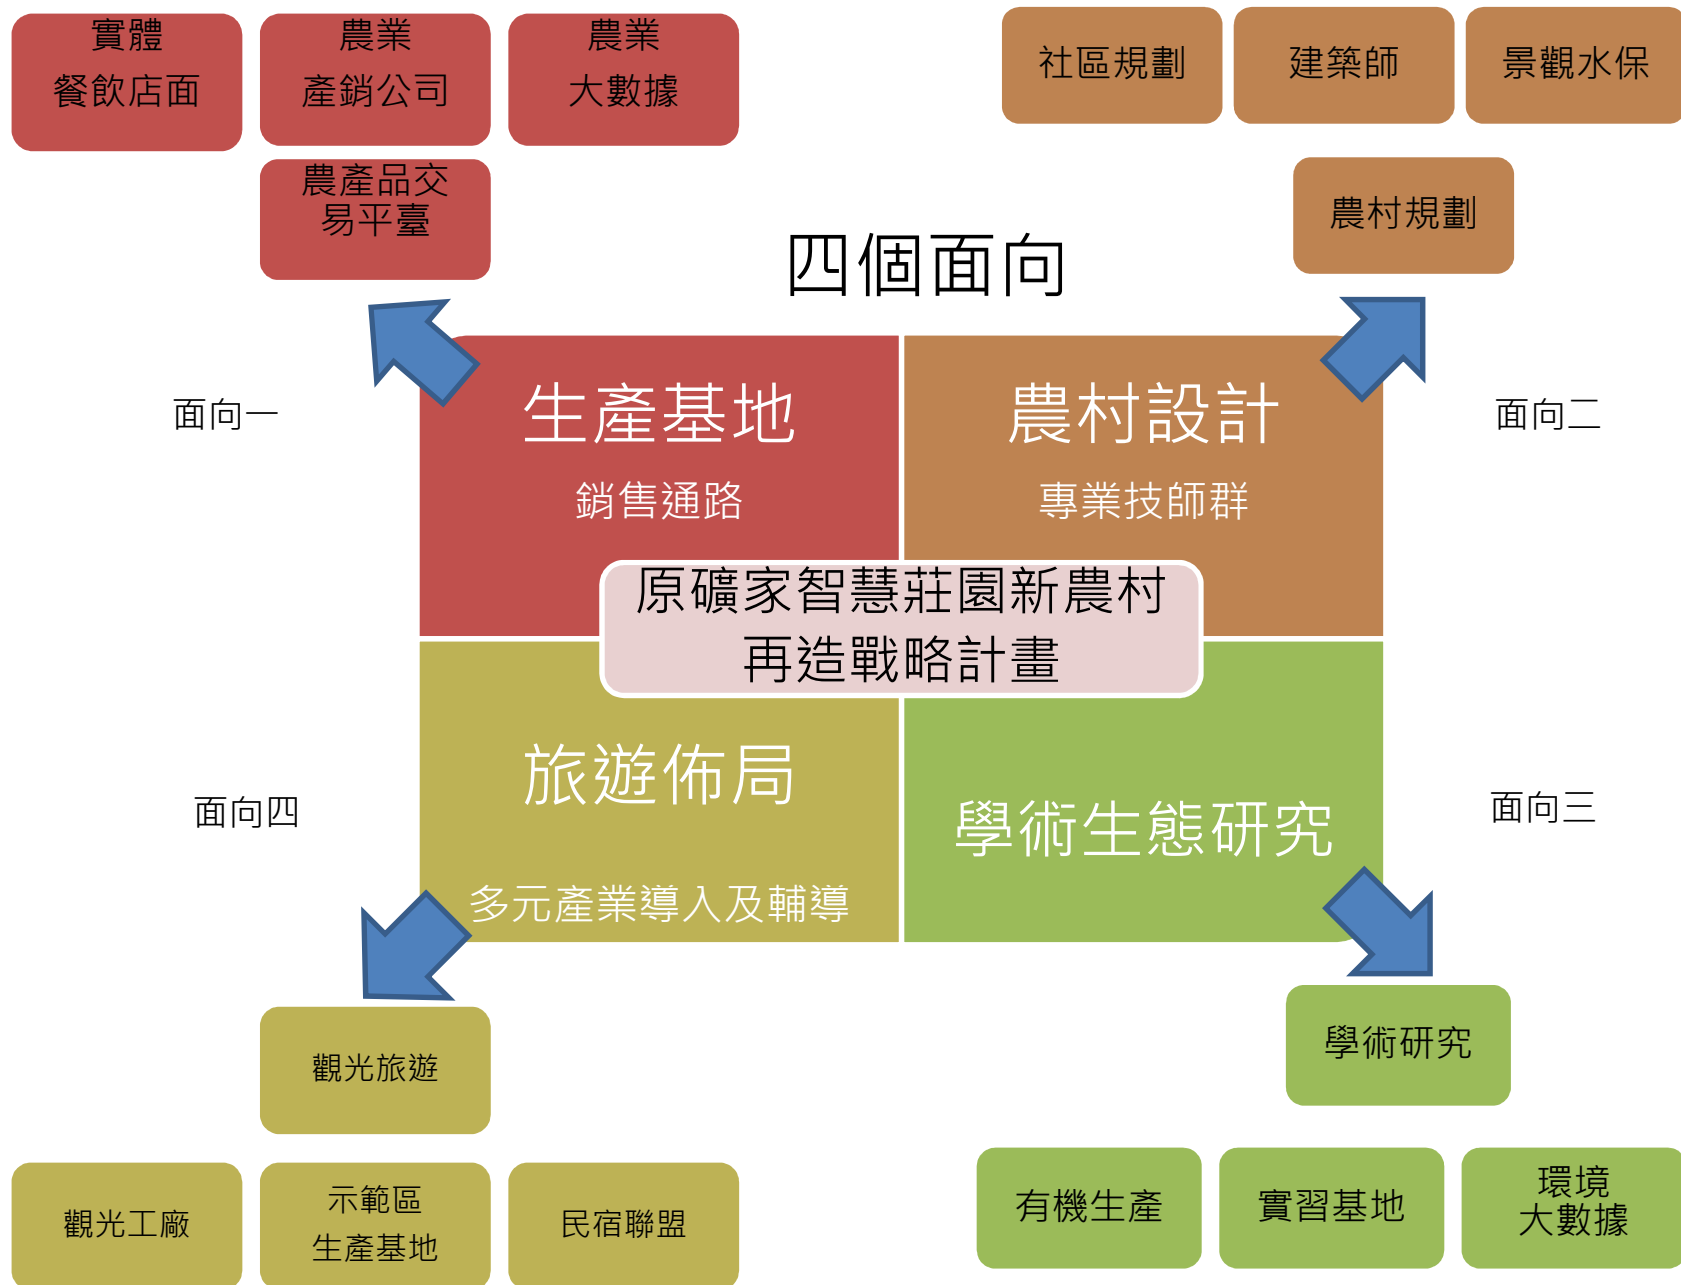 實體
餐飲店面
農業
產銷公司
農業
大數據
社區規劃
建築師
景觀水保
農產品交
易平臺
農村規劃
四個面向
面向一
生產基地
銷售通路
農村設計
專業技師群
面向二
原礦家智慧莊園新農村
再造戰略計畫
面向四
旅遊佈局
多元產業導入及輔導
學術生態研究
面向三
觀光旅遊
學術研究
觀光工廠
示範區
生產基地
民宿聯盟
有機生產
實習基地
環境
大數據